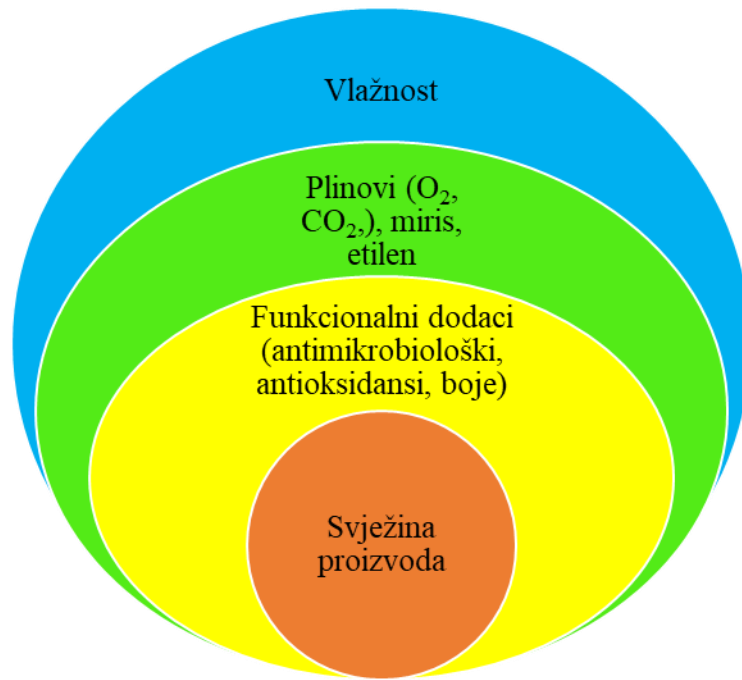 Vlažnost
Plinovi (O₂,
CO₂,), miris,
etilen
Funkcionalni dodaci
(antimikrobiološki,
antioksidansi, boje)
Svježina
proizvoda